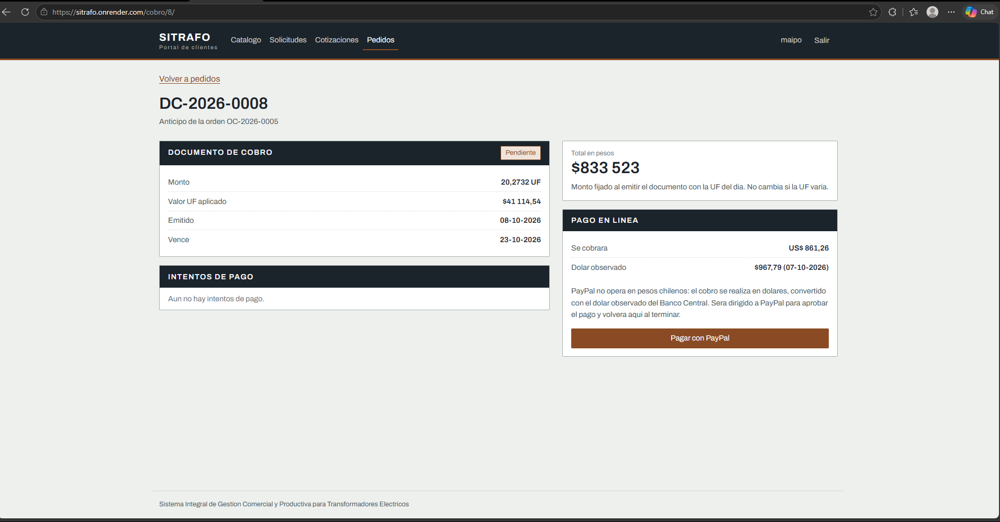 https://sitrafo.onrender.com/cobro/8/
Chat
SITRAFO
Portal de clientes
Catalogo
Solicitudes
Cotizaciones
Pedidos
maipo
Salir
Volver a pedidos
DC-2026-0008
Anticipo de la orden OC-2026-0005
DOCUMENTO DE COBRO
Pendiente
Monto 20,2732 UF
Valor UF aplicado $41 114,54
Emitido 08-10-2026
Vence 23-10-2026
INTENTOS DE PAGO
Aun no hay intentos de pago.
Total en pesos
$833 523
Monto fijado al emitir el documento con la UF del dia. No cambia si la UF varia.
PAGO EN LINEA
Se cobrara US$ 861,26
Dolar observado $967,79 (07-10-2026)
PayPal no opera en pesos chilenos: el cobro se realiza en dolares, convertido
con el dolar observado del Banco Central. Sera dirigido a PayPal para aprobar
el pago y volvera aqui al terminar.
Pagar con PayPal
Sistema Integral de Gestion Comercial y Productiva para Transformadores Electricos